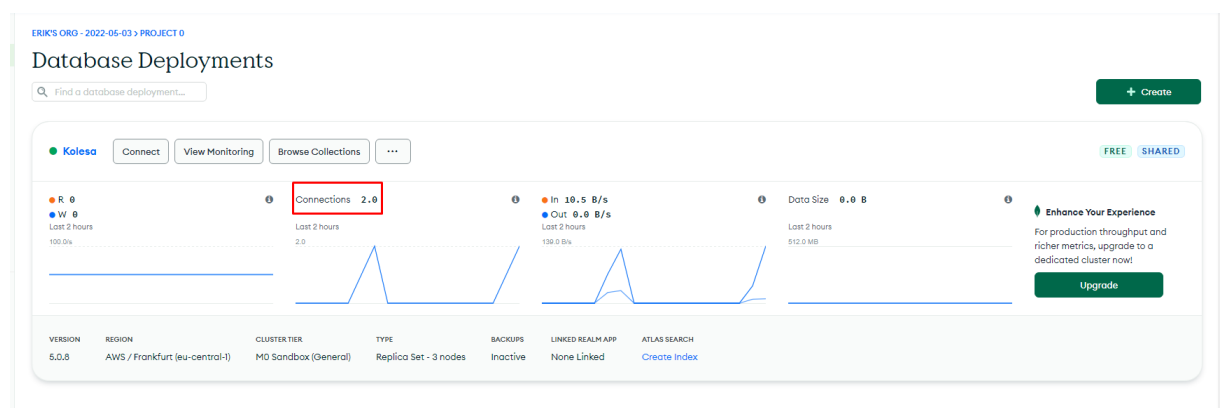 ERIK'S ORG - 2022-05-03 > PROJECT 0
Database Deployments
Find a database deployment...
+ Create
Kolesa Connect View Monitoring Browse Collections ... FREE SHARED
R 0
W 0
Last 2 hours
100.0/s
Connections 2.0
Last 2 hours
2.0
In 10.5 B/s
Out 0.0 B/s
Last 2 hours
139.0 B/s
Data Size 0.0 B
Last 2 hours
512.0 MB
Enhance Your Experience
For production throughput and
richer metrics, upgrade to a
dedicated cluster now!
Upgrade
VERSION REGION CLUSTER TIER TYPE BACKUPS LINKED REALM APP ATLAS SEARCH
5.0.8 AWS / Frankfurt (eu-central-1) M0 Sandbox (General) Replica Set - 3 nodes Inactive None Linked Create Index